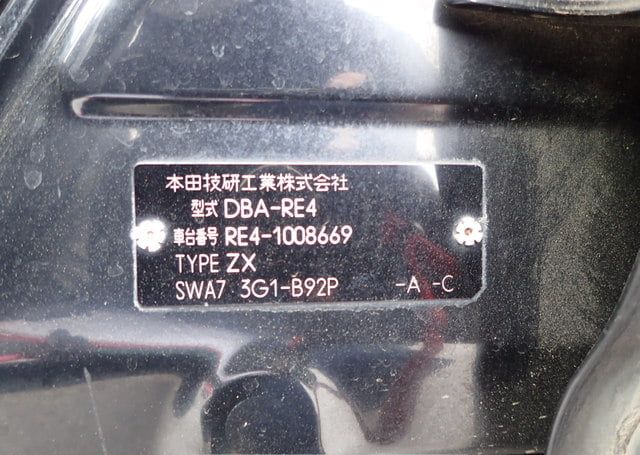 本田技研工業株式会社
型式 DBA-RE4
車台番号 RE4-1008669
TYPE ZX
SWA7 3G1-B92P -A -C